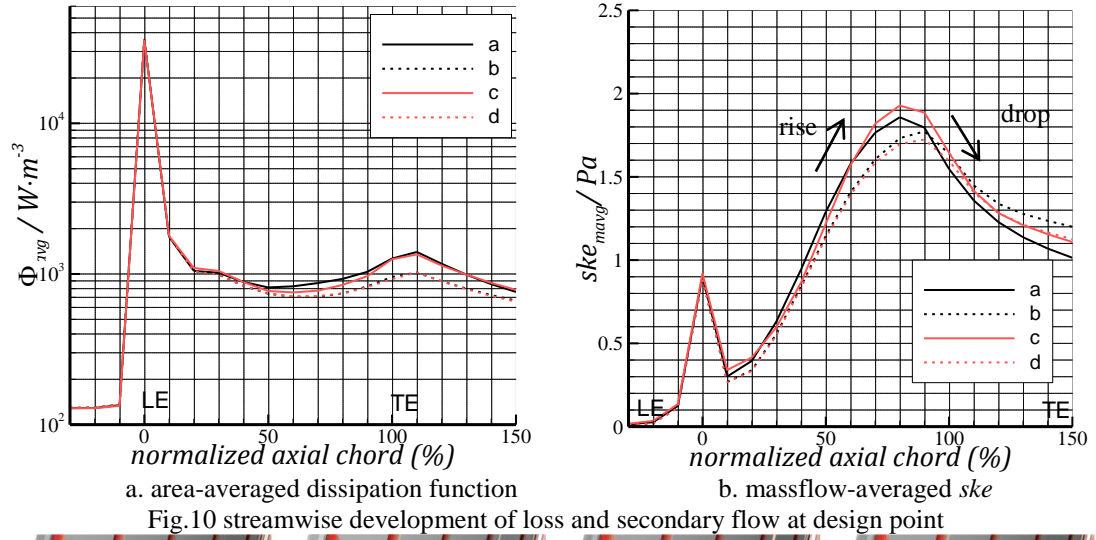 10^4
10^3
10^2
Φ_avg / W·m^-3
a
b
c
d
LE
TE
0
50
100
150
normalized axial chord (%)
a. area-averaged dissipation function
2.5
2
1.5
1
0.5
0
ske_mavg / Pa
rise
drop
a
b
c
d
LE
TE
0
50
100
150
normalized axial chord (%)
b. massflow-averaged ske
Fig.10 streamwise development of loss and secondary flow at design point